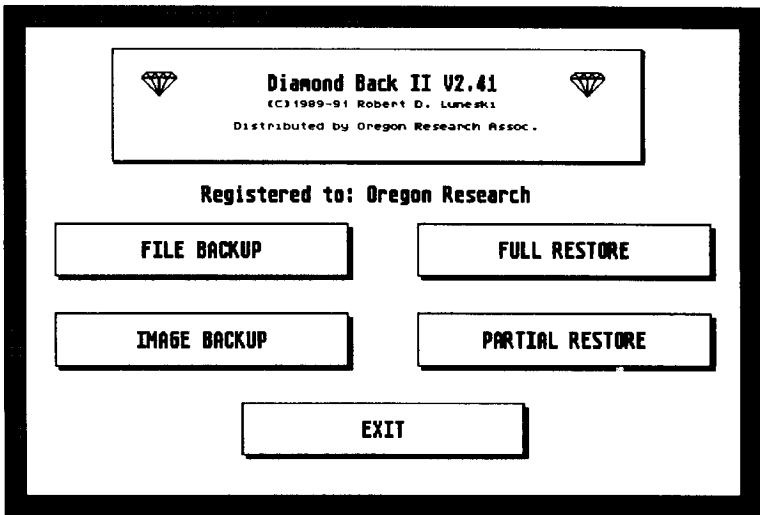 Diamond Back II V2.41
(C)1989-91 Robert D. Luneski
Distributed by Oregon Research Assoc.
Registered to: Oregon Research
FILE BACKUP
FULL RESTORE
IMAGE BACKUP
PARTIAL RESTORE
EXIT